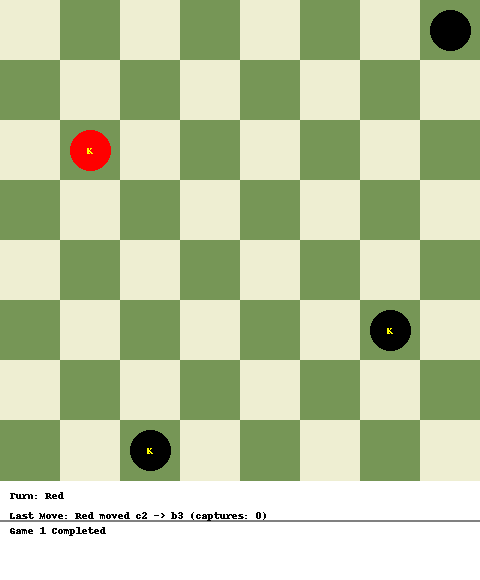 K
K
K
Turn: Red
Last Move: Red moved c2 -> b3 (captures: 0)
Game 1 Completed